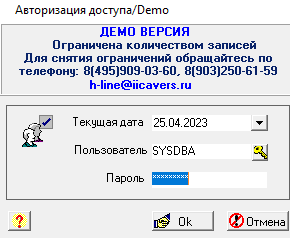 Авторизация доступа/Demo
ДЕМО ВЕРСИЯ
Ограничена количеством записей
Для снятия ограничений обращайтесь по
телефону: 8(495)909-03-60, 8(903)250-61-59
h-line@iicavers.ru
Текущая дата 25.04.2023
Пользователь SYSDBA
Пароль *********
? Ok Отмена